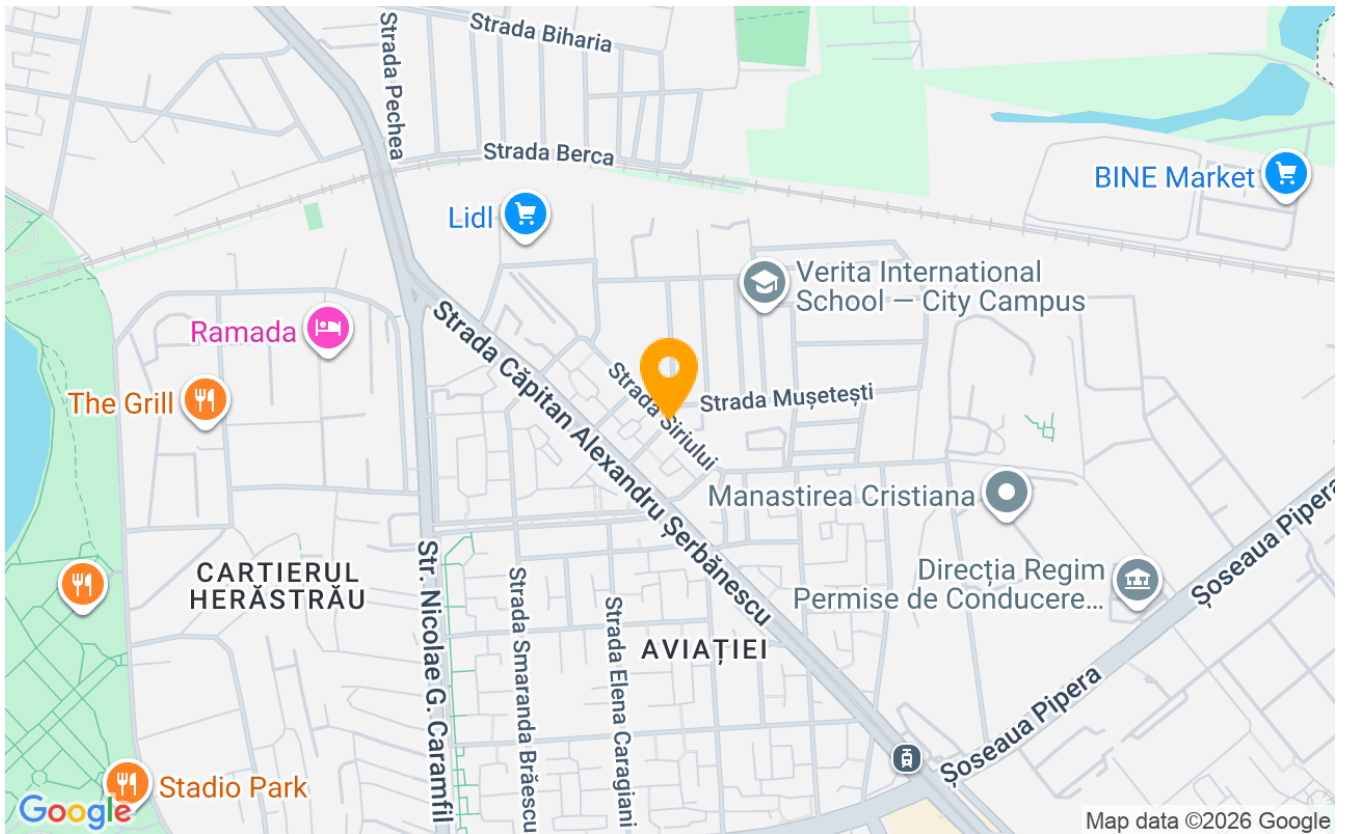 Strada Biharia
Strada Pechea
Strada Berca
BINE Market
Lidl
Verita International
School — City Campus
Ramada
Strada Căpitan Alexandru Șerbănescu
Strada Siriului
The Grill
Strada Mușetești
Manastirea Cristiana
Șoseaua Pipera
CARTIERUL
HERĂSTRĂU
Str. Nicolae G. Caramfil
Strada Smaranda Brăescu
Strada Elena Caragiani
Direcția Regim
Permise de Conducere...
AVIAȚIEI
Șoseaua Pipera
Stadio Park
Google
Map data ©2026 Google